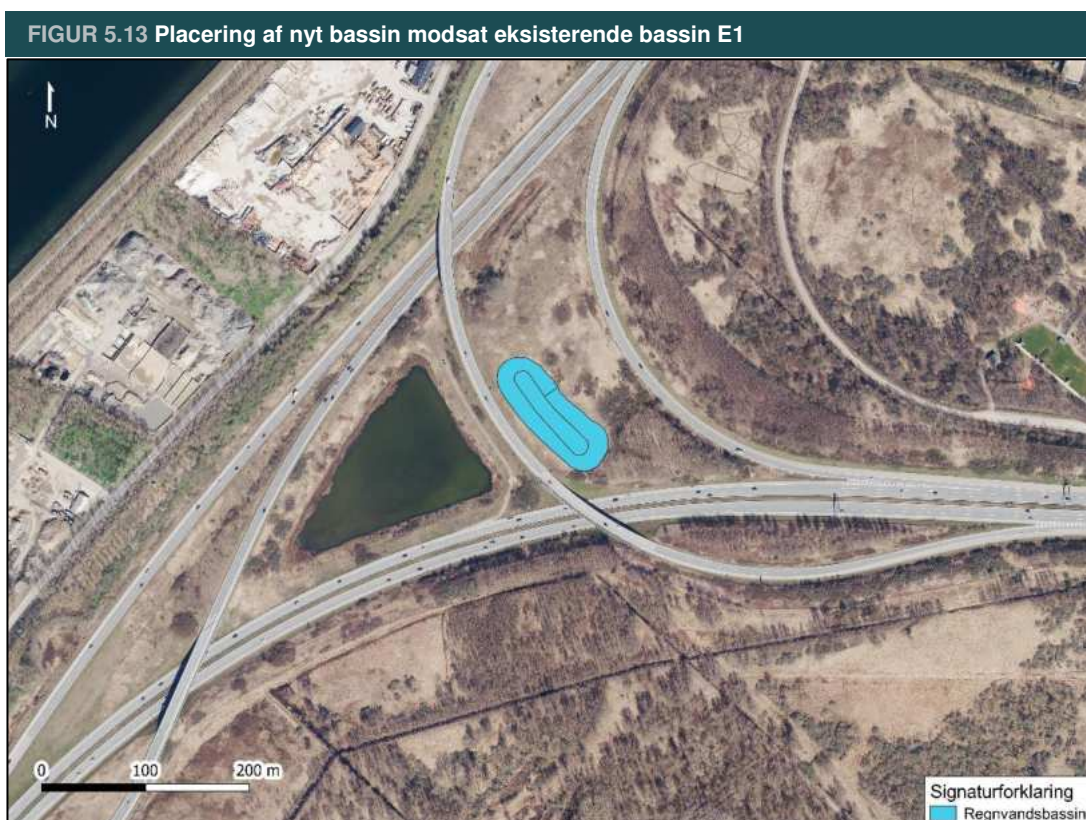 FIGUR 5.13 Placering af nyt bassin modsat eksisterende bassin E1
N
0 100 200 m
Signaturforklaring
Regnvandsbassin